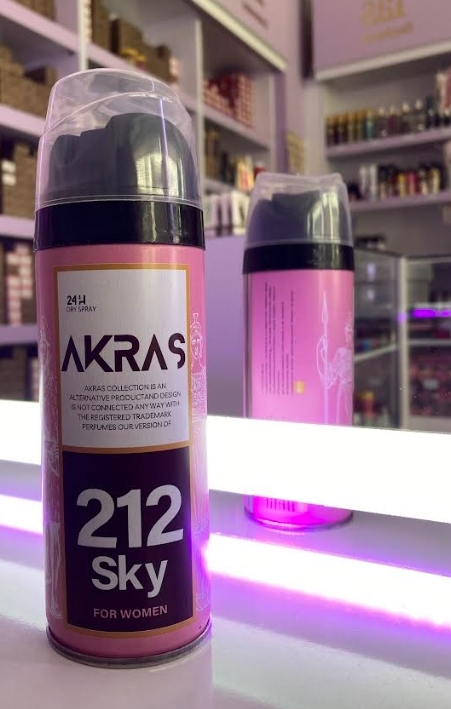 24H
DRY SPRAY
AKRAS
AKRAS COLLECTION IS AN
ALTERNATIVE PRODUCTAND DESIGN
IS NOT CONNECTED ANY WAY WITH
THE REGISTERED TRADEMARK
PERFUMES OUR VERSION OF
212
Sky
FOR WOMEN